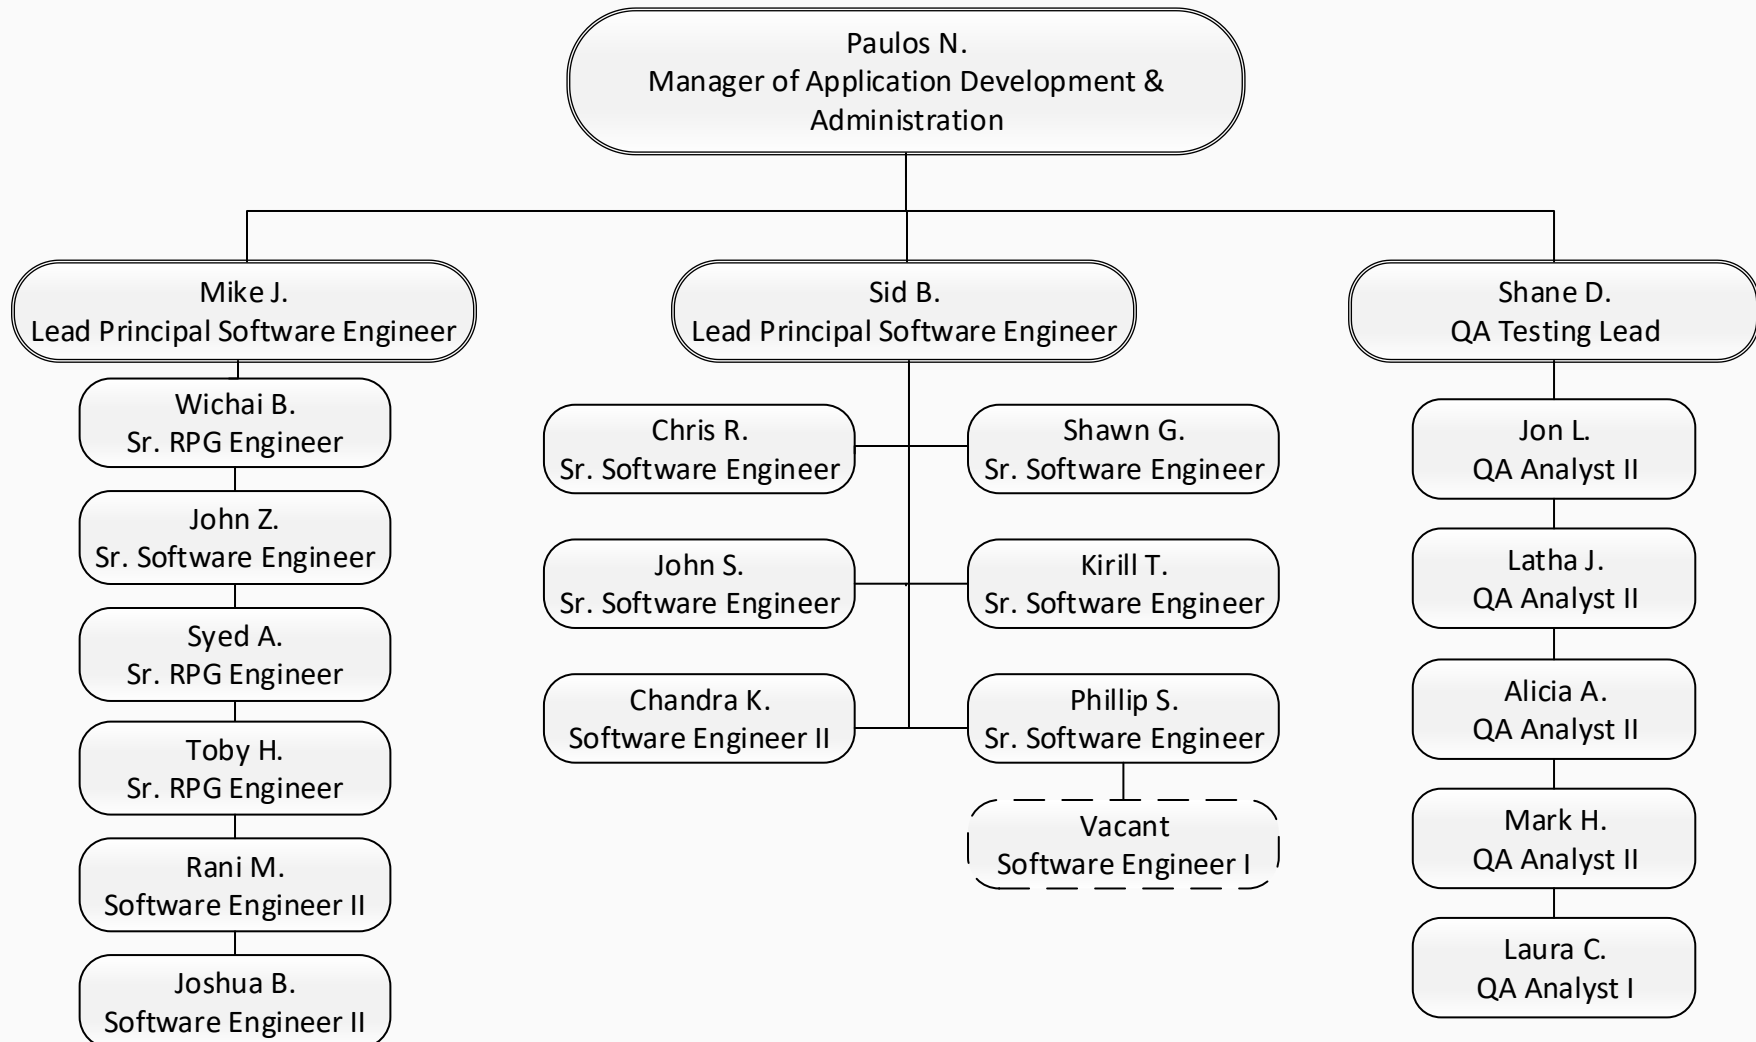 Paulos N.
Manager of Application Development &
Administration
Mike J.
Lead Principal Software Engineer
Wichai B.
Sr. RPG Engineer
John Z.
Sr. Software Engineer
Syed A.
Sr. RPG Engineer
Toby H.
Sr. RPG Engineer
Rani M.
Software Engineer II
Joshua B.
Software Engineer II
Sid B.
Lead Principal Software Engineer
Chris R.
Sr. Software Engineer
Shawn G.
Sr. Software Engineer
John S.
Sr. Software Engineer
Kirill T.
Sr. Software Engineer
Chandra K.
Software Engineer II
Phillip S.
Sr. Software Engineer
Vacant
Software Engineer I
Shane D.
QA Testing Lead
Jon L.
QA Analyst II
Latha J.
QA Analyst II
Alicia A.
QA Analyst II
Mark H.
QA Analyst II
Laura C.
QA Analyst I